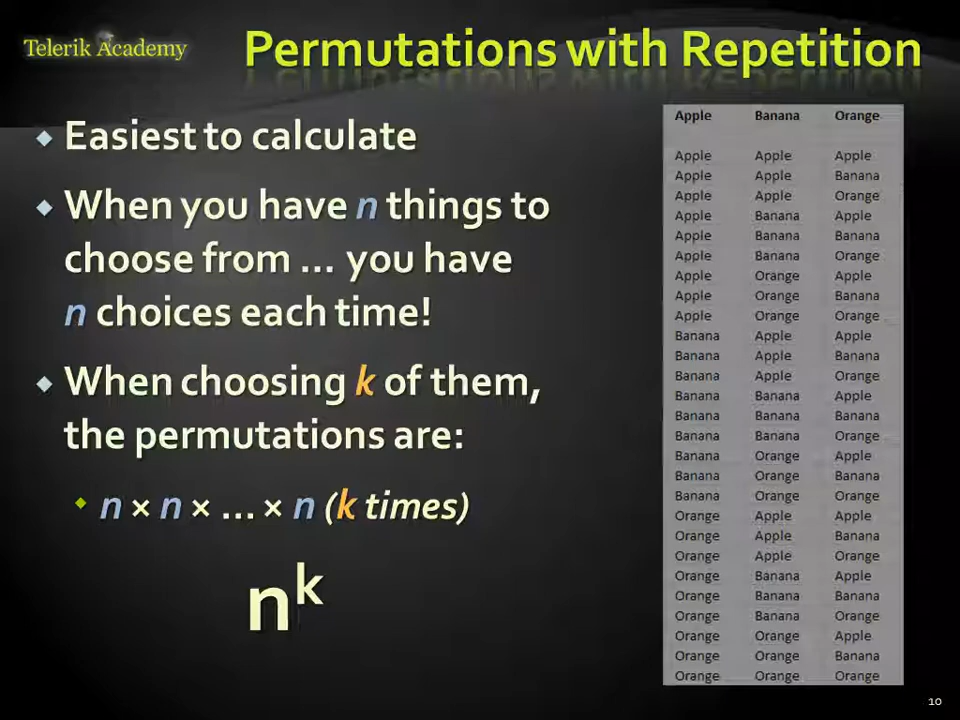 Telerik Academy
Permutations with Repetition
Easiest to calculate
When you have n things to
choose from … you have
n choices each time!
When choosing k of them,
the permutations are:
n × n × … × n (k times)
n^k
Apple Banana Orange
Apple Apple Apple
Apple Apple Banana
Apple Apple Orange
Apple Banana Apple
Apple Banana Banana
Apple Banana Orange
Apple Orange Apple
Apple Orange Banana
Apple Orange Orange
Banana Apple Apple
Banana Apple Banana
Banana Apple Orange
Banana Banana Apple
Banana Banana Banana
Banana Banana Orange
Banana Orange Apple
Banana Orange Banana
Banana Orange Orange
Orange Apple Apple
Orange Apple Banana
Orange Apple Orange
Orange Banana Apple
Orange Banana Banana
Orange Banana Orange
Orange Orange Apple
Orange Orange Banana
Orange Orange Orange
10